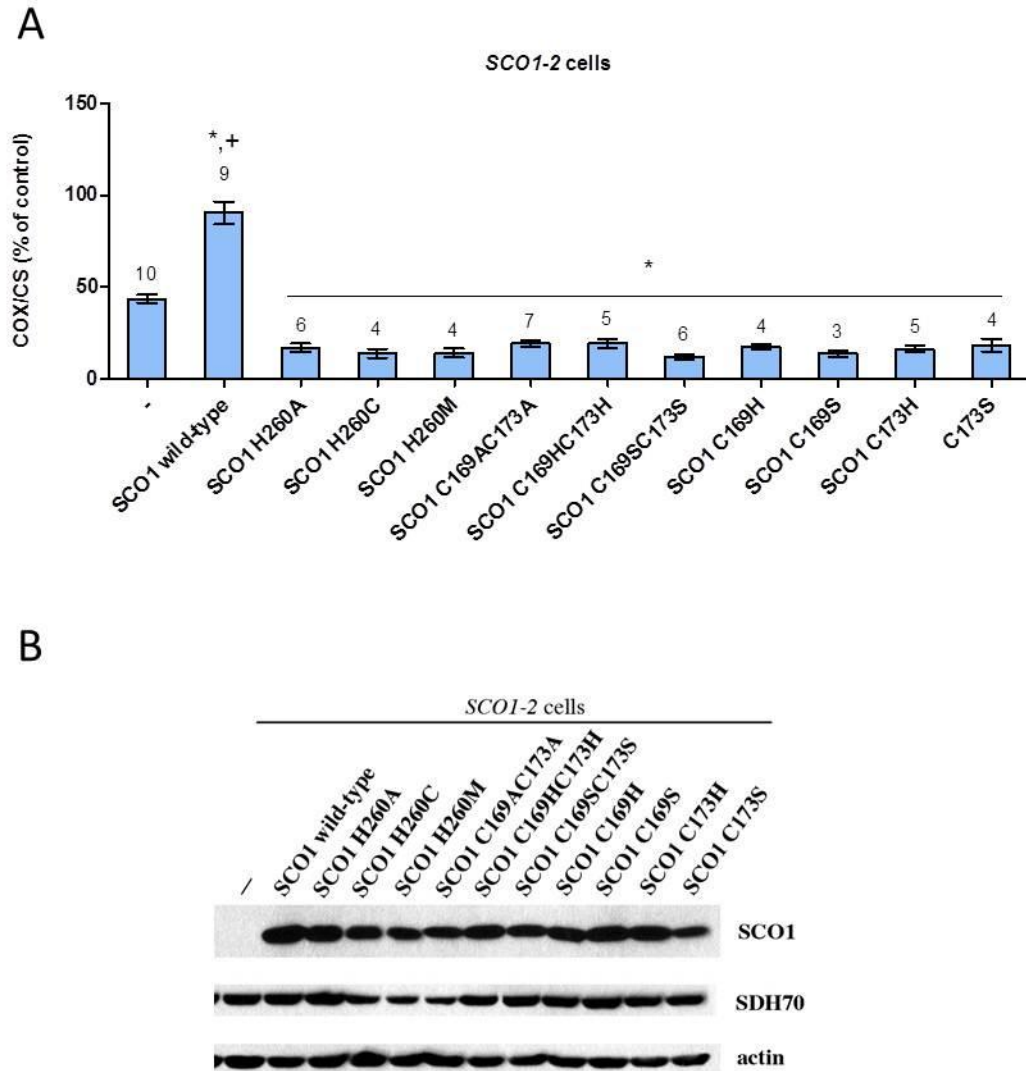 A
SCO1-2 cells
COX/CS (% of control)
150
100
50
0
*,+
*
10
9
6
4
4
7
5
6
4
3
5
4
-
SCO1 wild-type
SCO1 H260A
SCO1 H260C
SCO1 H260M
SCO1 C169AC173A
SCO1 C169HC173H
SCO1 C169SC173S
SCO1 C169H
SCO1 C169S
SCO1 C173H
C173S
B
SCO1-2 cells
/
SCO1 wild-type
SCO1 H260A
SCO1 H260C
SCO1 H260M
SCO1 C169AC173A
SCO1 C169HC173H
SCO1 C169SC173S
SCO1 C169H
SCO1 C169S
SCO1 C173H
SCO1 C173S
SCO1
SDH70
actin